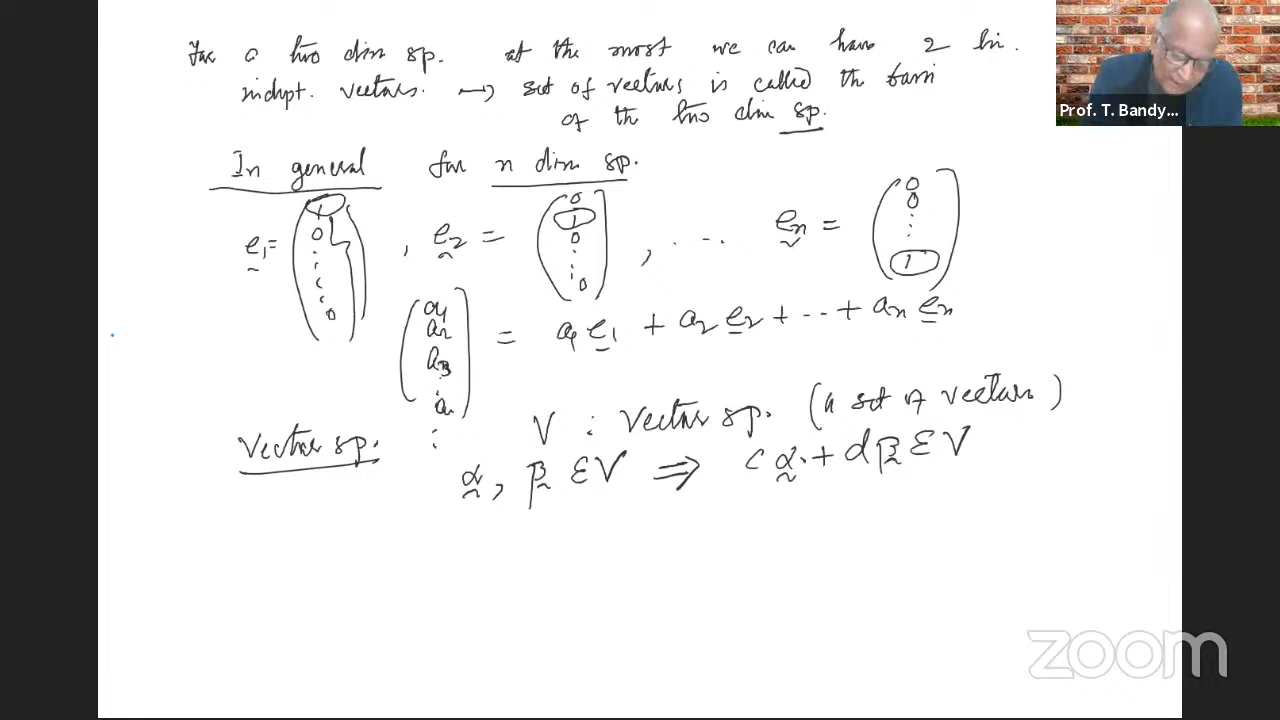 For a two dim sp. at the most we can have 2 lin.
indept. vectors. → set of vectors is called the basis
of the two dim sp.
Prof. T. Bandy...
In general for n dim sp.
e1 = (1 0 . . . . 0), e2 = (0 1 0 . . 0), . . . . en = (0 0 : : 1)
(a1 a2 a3 : an) = a1 e1 + a2 e2 + ... + an en
Vector sp. : V : Vector sp. (A set of vectors)
α, β ∈ V ⇒ c α + d β ∈ V
zoom